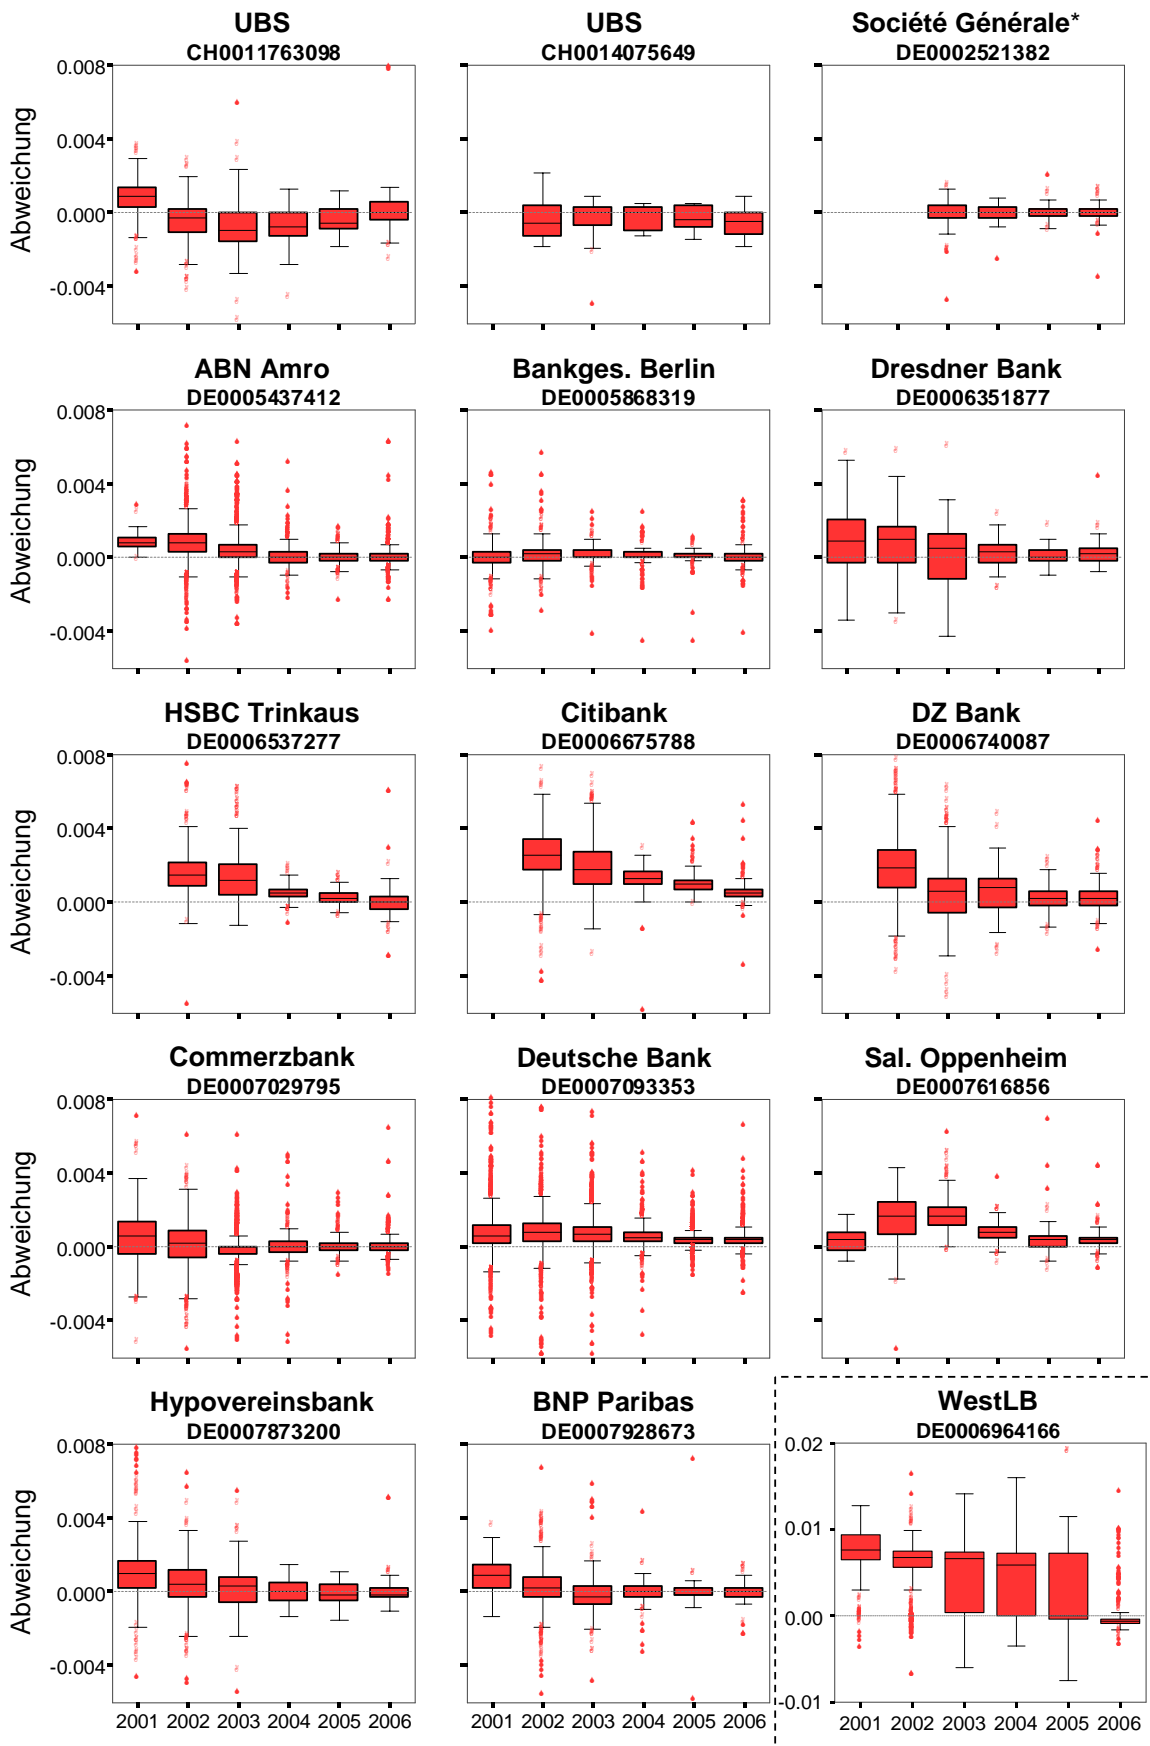 UBS
CH0011763098
UBS
CH0014075649
Société Générale*
DE0002521382
Abweichung
0.008
0.004
0.000
-0.004
ABN Amro
DE0005437412
Bankges. Berlin
DE0005868319
Dresdner Bank
DE0006351877
Abweichung
0.008
0.004
0.000
-0.004
HSBC Trinkaus
DE0006537277
Citibank
DE0006675788
DZ Bank
DE0006740087
Abweichung
0.008
0.004
0.000
-0.004
Commerzbank
DE0007029795
Deutsche Bank
DE0007093353
Sal. Oppenheim
DE0007616856
Abweichung
0.008
0.004
0.000
-0.004
Hypovereinsbank
DE0007873200
BNP Paribas
DE0007928673
WestLB
DE0006964166
Abweichung
0.008
0.004
0.000
-0.004
0.02
0.01
0.00
-0.01
2001 2002 2003 2004 2005 2006
2001 2002 2003 2004 2005 2006
2001 2002 2003 2004 2005 2006